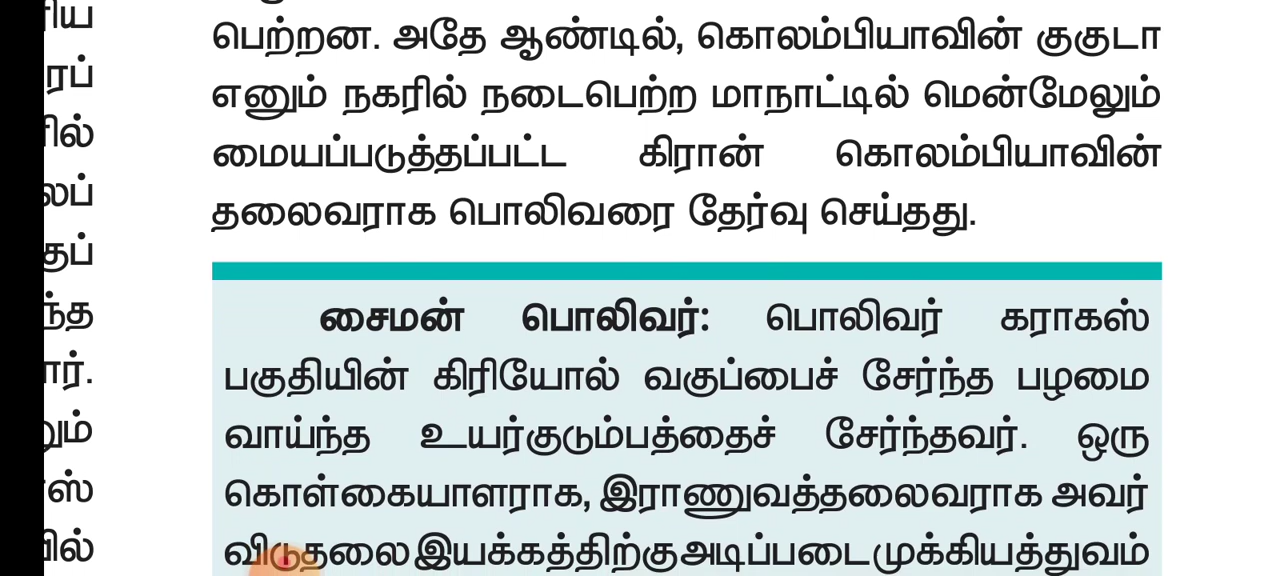 பெற்றன. அதே ஆண்டில், கொலம்பியாவின் குகுடா
எனும் நகரில் நடைபெற்ற மாநாட்டில் மென்மேலும்
மையப்படுத்தப்பட்ட கிரான் கொலம்பியாவின்
தலைவராக பொலிவரை தேர்வு செய்தது.
சைமன் பொலிவர்: பொலிவர் கராகஸ்
பகுதியின் கிரியோல் வகுப்பைச் சேர்ந்த பழமை
வாய்ந்த உயர்குடும்பத்தைச் சேர்ந்தவர். ஒரு
கொள்கையாளராக, இராணுவத்தலைவராக அவர்
விடுதலை இயக்கத்திற்கு அடிப்படை முக்கியத்துவம்